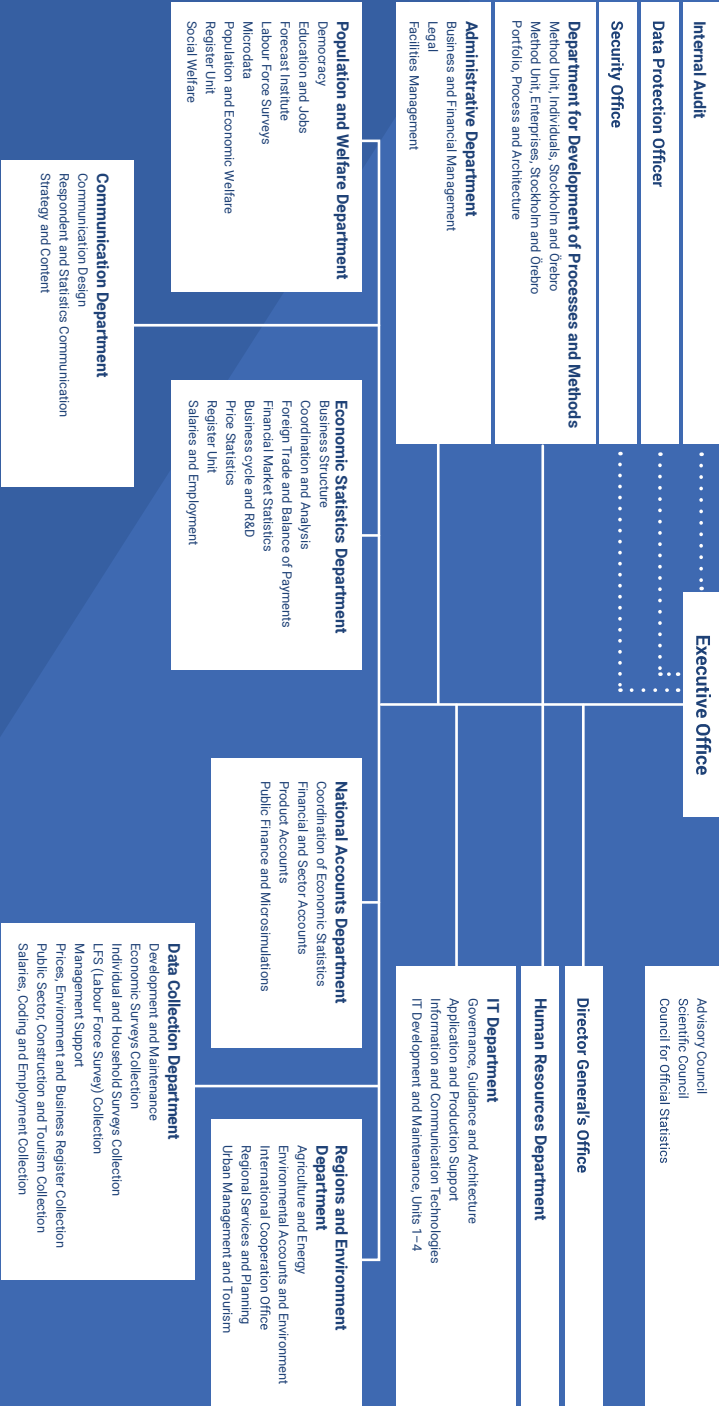 Executive Office
Internal Audit
Data Protection Officer
Security Office
Department for Development of Processes and Methods
Method Unit, Individuals, Stockholm and Örebro
Method Unit, Enterprises, Stockholm and Örebro
Portfolio, Process and Architecture
Administrative Department
Business and Financial Management
Legal
Facilities Management
Advisory Council
Scientific Council
Council for Official Statistics
Director General's Office
Human Resources Department
IT Department
Governance, Guidance and Architecture
Application and Production Support
Information and Communication Technologies
IT Development and Maintenance, Units 1–4
Population and Welfare Department
Democracy
Education and Jobs
Forecast Institute
Labour Force Surveys
Microdata
Population and Economic Welfare
Register Unit
Social Welfare
Economic Statistics Department
Business Structure
Coordination and Analysis
Foreign Trade and Balance of Payments
Financial Market Statistics
Business cycle and R&D
Price Statistics
Register Unit
Salaries and Employment
National Accounts Department
Coordination of Economic Statistics
Financial and Sector Accounts
Product Accounts
Public Finance and Microsimulations
Regions and Environment
Department
Agriculture and Energy
Environmental Accounts and Environment
International Cooperation Office
Regional Services and Planning
Urban Management and Tourism
Communication Department
Communication Design
Respondent and Statistics Communication
Strategy and Content
Data Collection Department
Development and Maintenance
Economic Surveys Collection
Individual and Household Surveys Collection
LFS (Labour Force Survey) Collection
Management Support
Prices, Environment and Business Register Collection
Public Sector, Construction and Tourism Collection
Salaries, Coding and Employment Collection